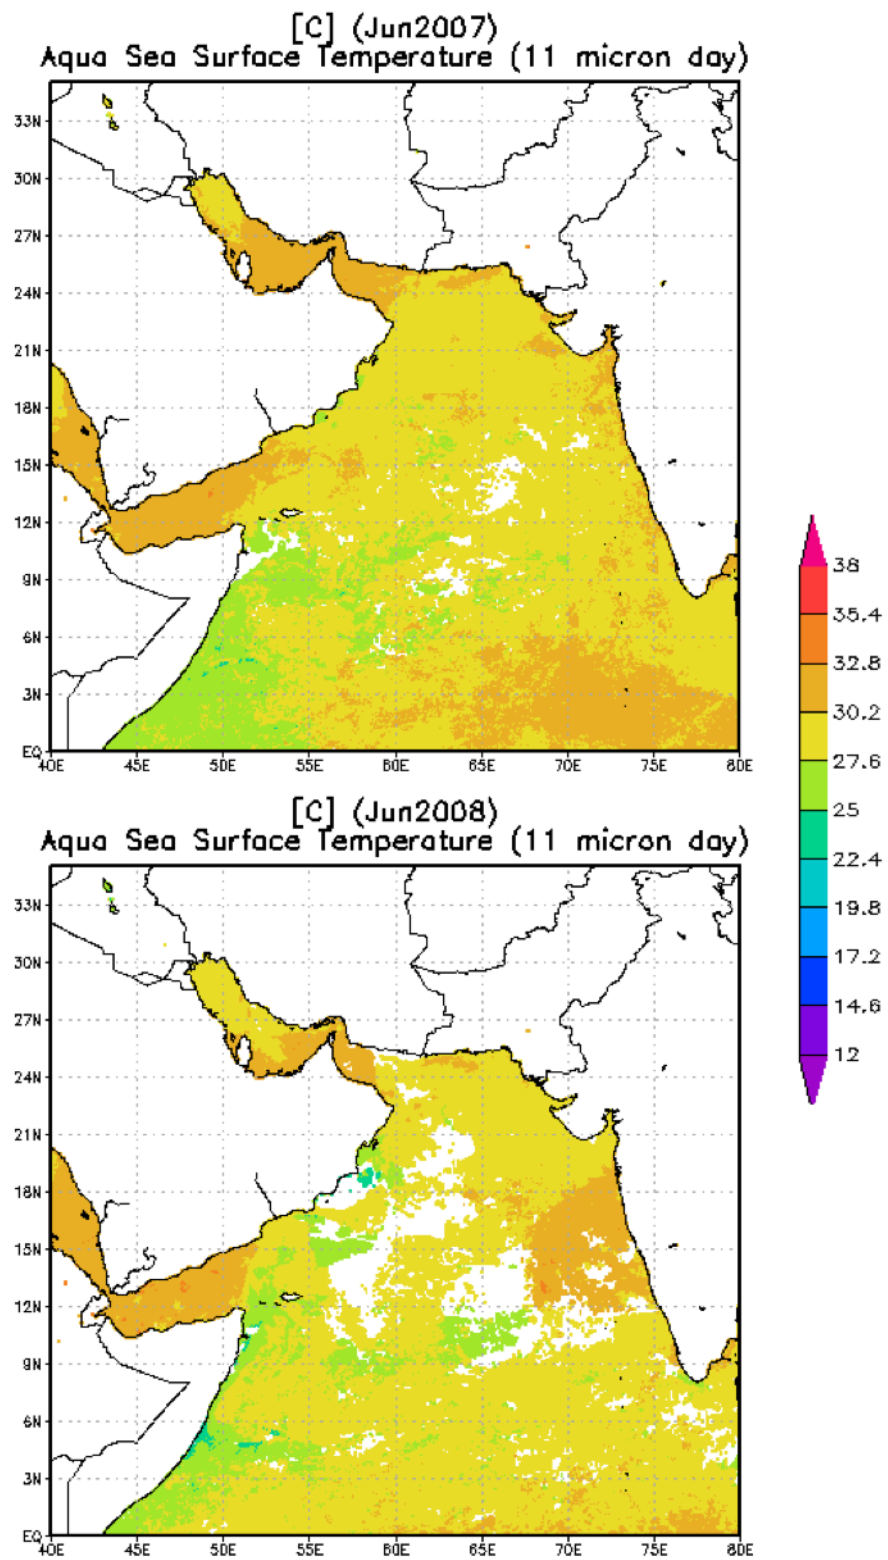 [C] (Jun2007)
Aqua Sea Surface Temperature (11 micron day)
33N
30N
27N
24N
21N
18N
15N
12N
9N
6N
3N
EQ
40E 45E 50E 55E 60E 65E 70E 75E 80E
[C] (Jun2008)
Aqua Sea Surface Temperature (11 micron day)
33N
30N
27N
24N
21N
18N
15N
12N
9N
6N
3N
EQ
40E 45E 50E 55E 60E 65E 70E 75E 80E
38
35.4
32.8
30.2
27.6
25
22.4
19.8
17.2
14.6
12